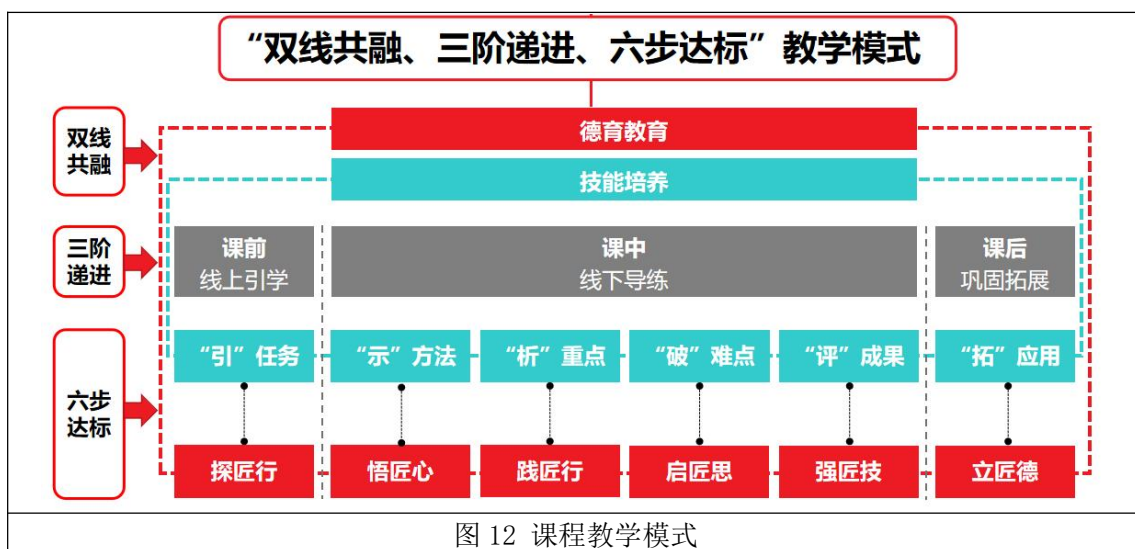 “双线共融、三阶递进、六步达标”教学模式
双线
共融
德育教育
技能培养
三阶
递进
课前
线上引学
课中
线下导练
课后
巩固拓展
六步
达标
“引”任务
“示”方法
“析”重点
“破”难点
“评”成果
“拓”应用
探匠行
悟匠心
践匠行
启匠思
强匠技
立匠德
图 12 课程教学模式